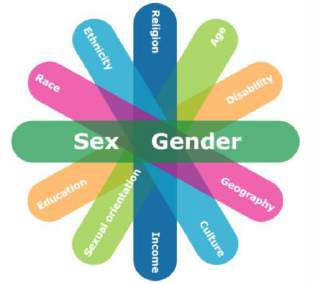 Religion
Ethnicity
Age
Race
Disability
Sex Gender
Education
Geography
Sexual orientation
Culture
Income